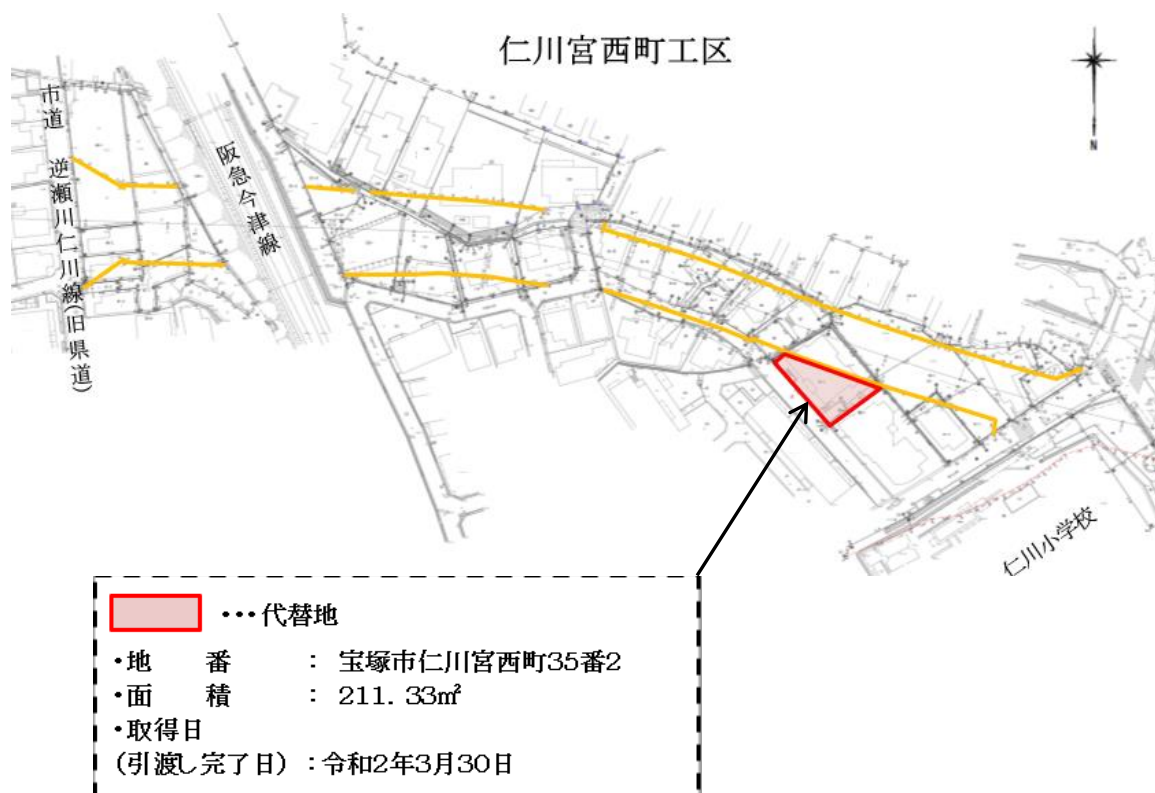 仁川宮西町工区
N
市道 逆瀬川仁川線(旧県道)
阪急今津線
仁川小学校
･･･代替地
・地 番 : 宝塚市仁川宮西町35番2
・面 積 : 211.33㎡
・取得日
(引渡し完了日) : 令和2年3月30日